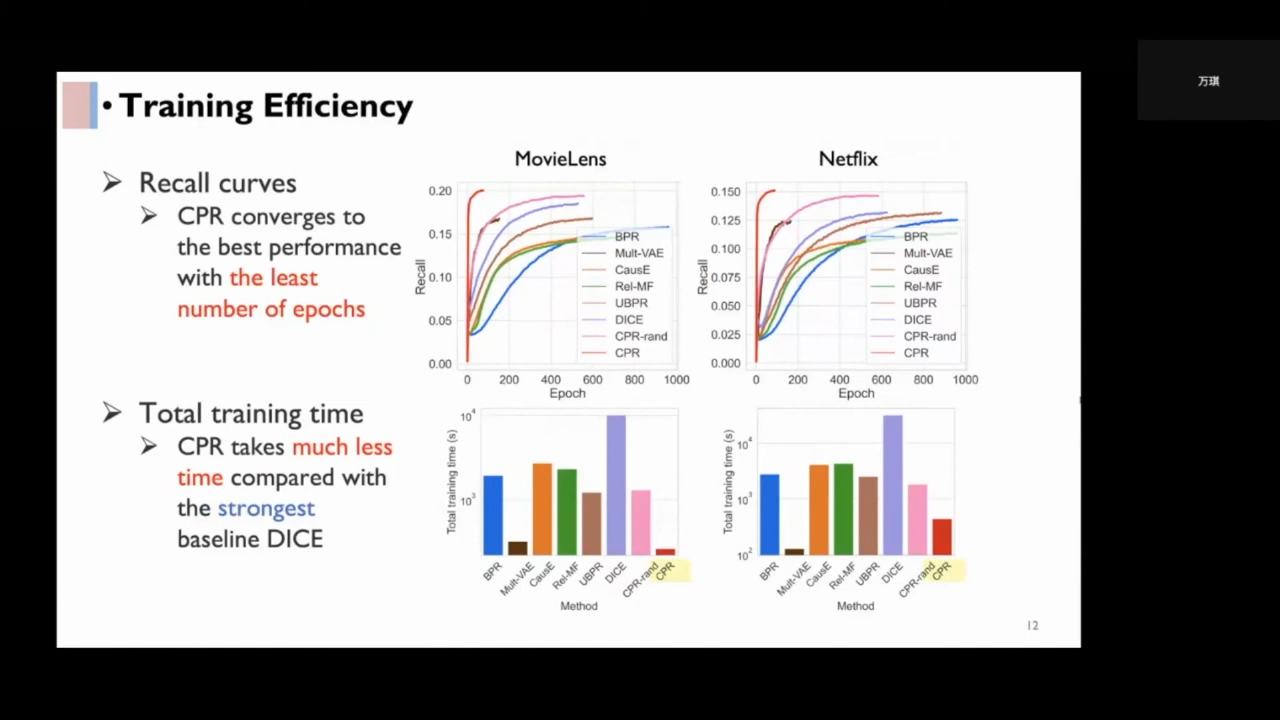 • Training Efficiency
万琪
➢ Recall curves
➢ CPR converges to
the best performance
with the least
number of epochs
➢ Total training time
➢ CPR takes much less
time compared with
the strongest
baseline DICE
MovieLens
0.20
0.15
0.10
0.05
0.00
Recall
BPR
Mult-VAE
CausE
Rel-MF
UBPR
DICE
CPR-rand
CPR
0 200 400 600 800 1000
Epoch
Netflix
0.150
0.125
0.100
0.075
0.050
0.025
0.000
Recall
BPR
Mult-VAE
CausE
Rel-MF
UBPR
DICE
CPR-rand
CPR
0 200 400 600 800 1000
Epoch
10⁴
10³
Total training time (s)
BPR Mult-VAE CausE Rel-MF UBPR DICE CPR-rand CPR
Method
10⁴
10³
10²
Total training time (s)
BPR Mult-VAE CausE Rel-MF UBPR DICE CPR-rand CPR
Method
12